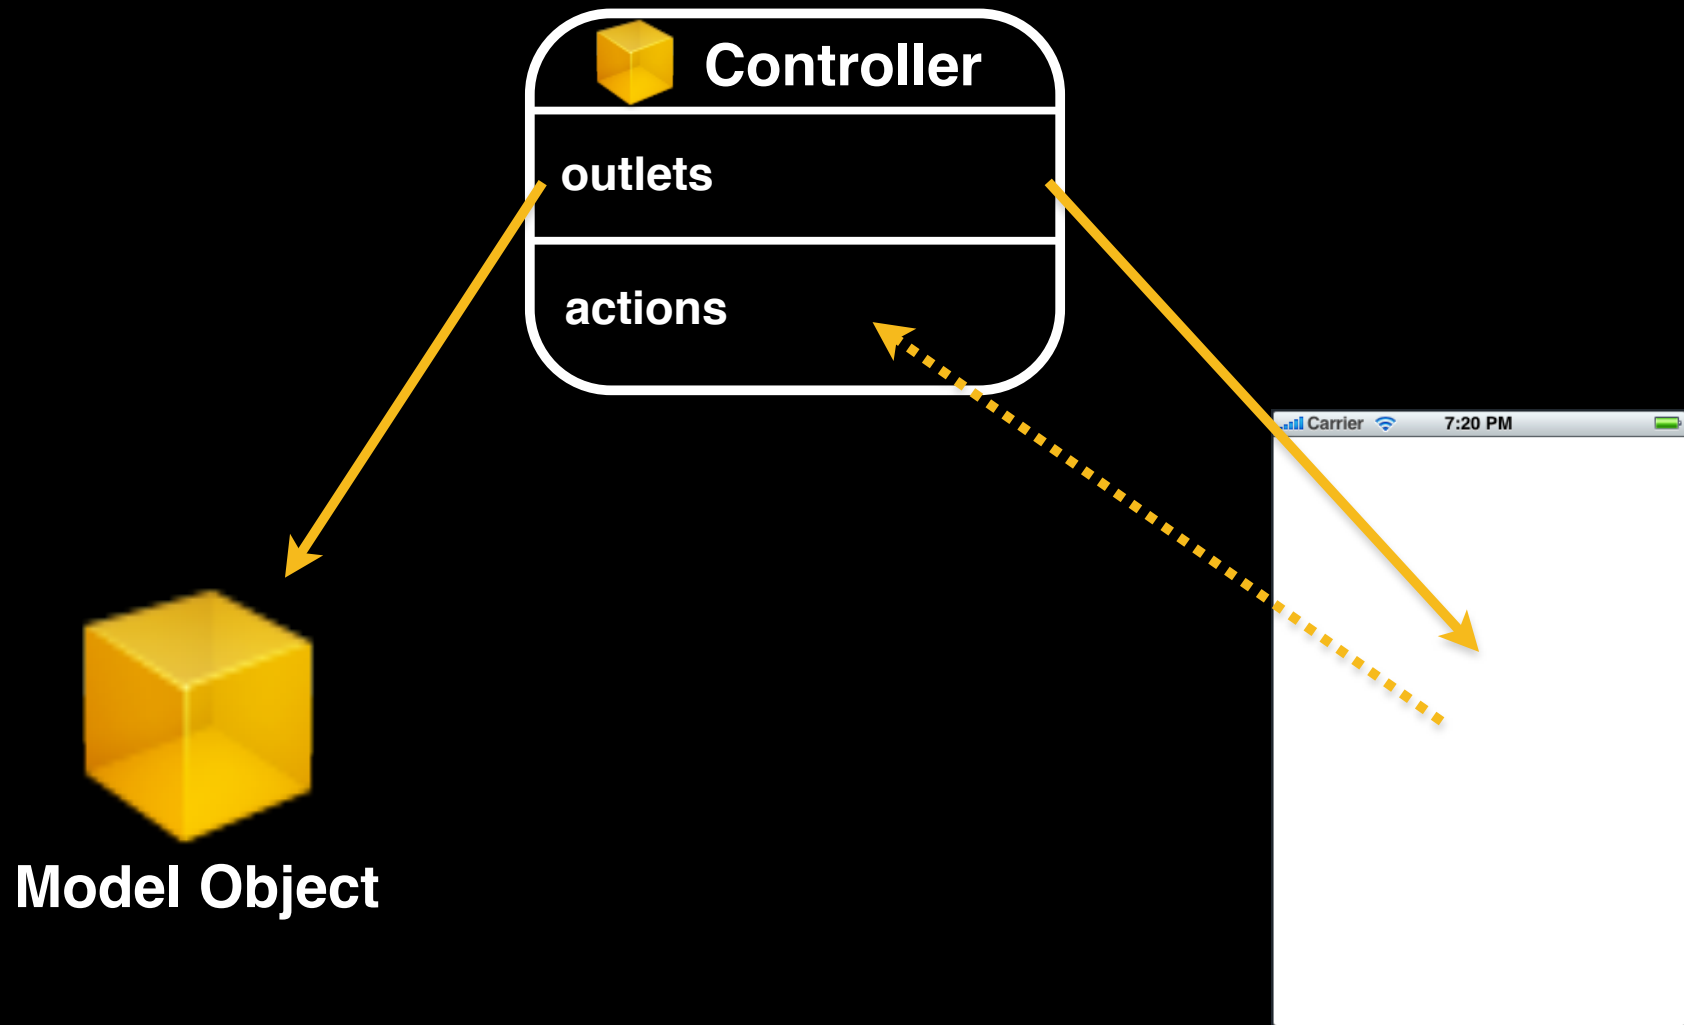 Controller
outlets
actions
Carrier 7:20 PM
Model Object